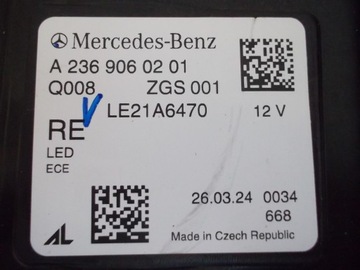 Mercedes-Benz
A 236 906 02 01
Q008 ZGS 001
LE21A6470 12 V
RE
LED
ECE
26.03.24 0034
668
AL
Made in Czech Republic